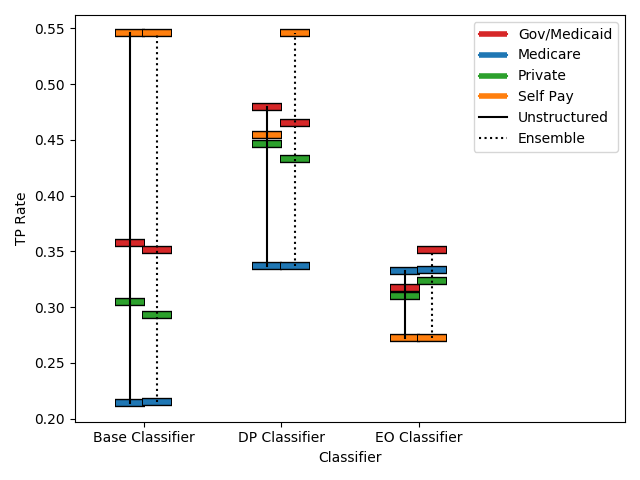 0.55
0.50
0.45
0.40
0.35
0.30
0.25
0.20
TP Rate
Base Classifier
DP Classifier
EO Classifier
Classifier
Gov/Medicaid
Medicare
Private
Self Pay
Unstructured
Ensemble